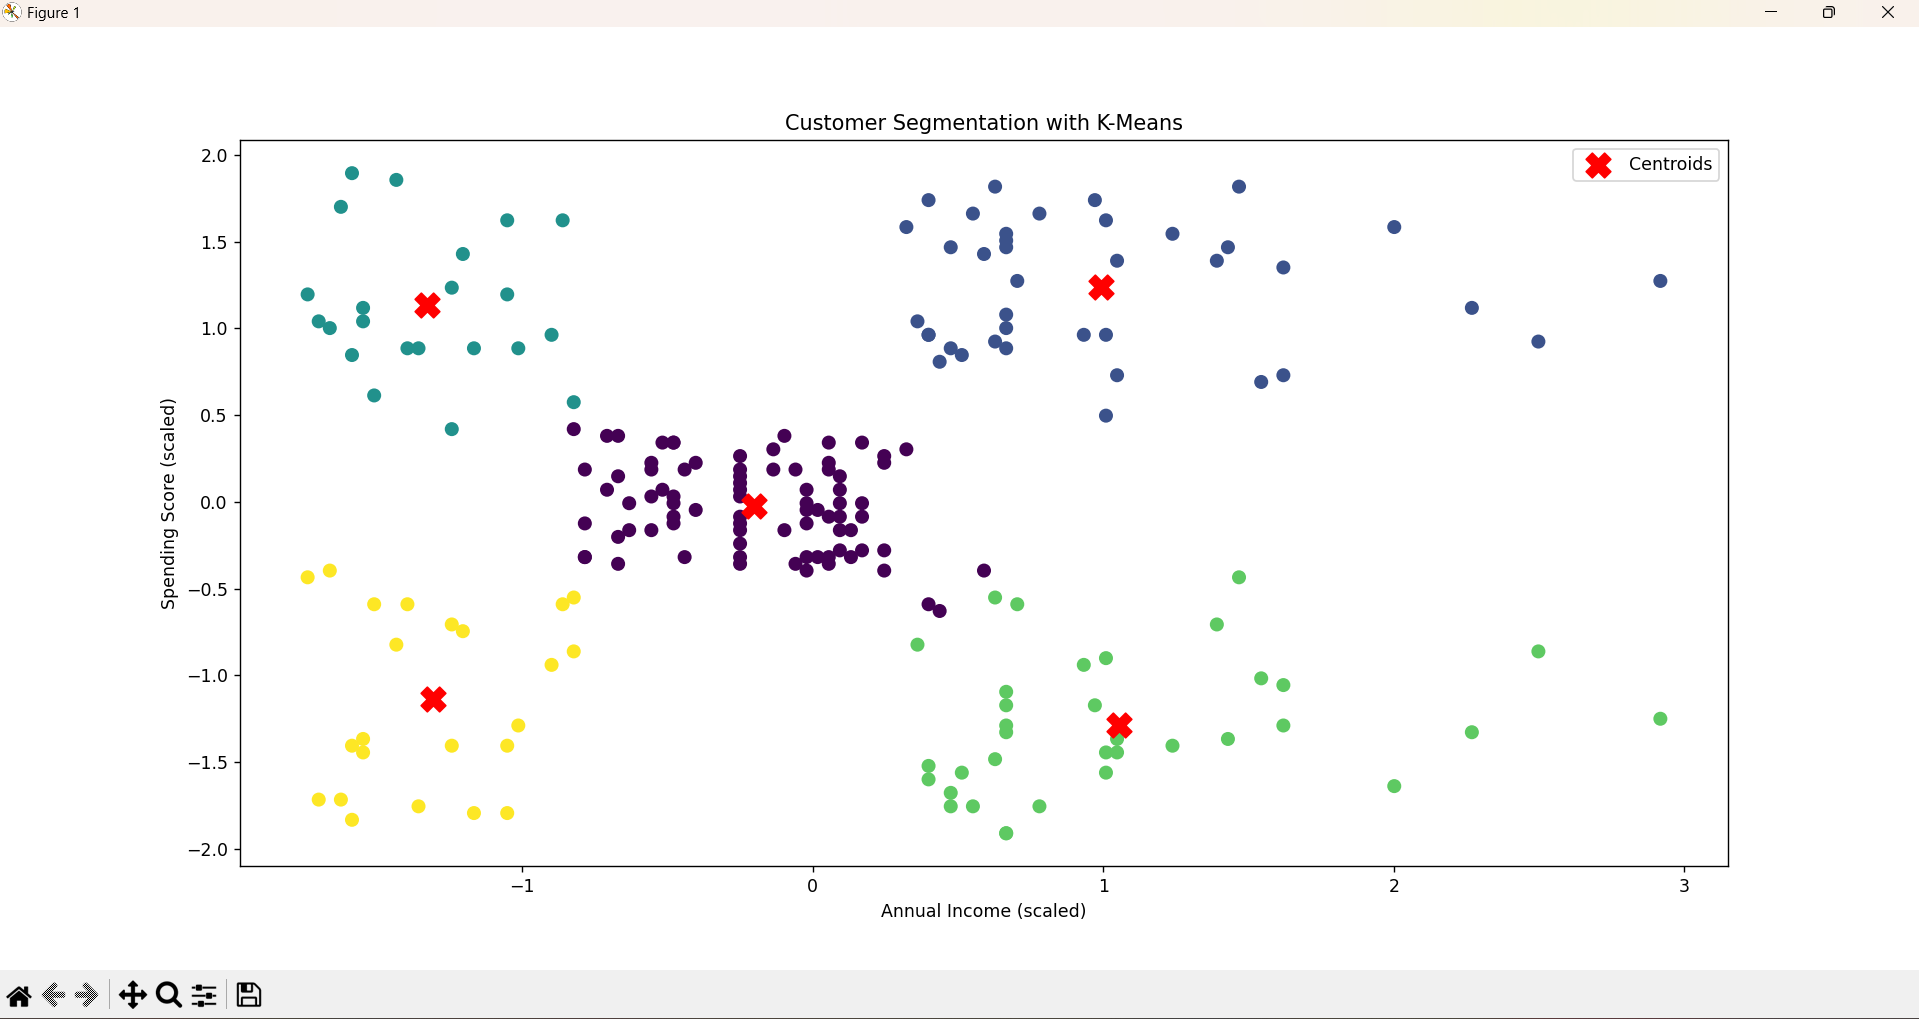 Figure 1
Customer Segmentation with K-Means
Centroids
2.0
1.5
1.0
0.5
0.0
−0.5
−1.0
−1.5
−2.0
Spending Score (scaled)
−1
0
1
2
3
Annual Income (scaled)